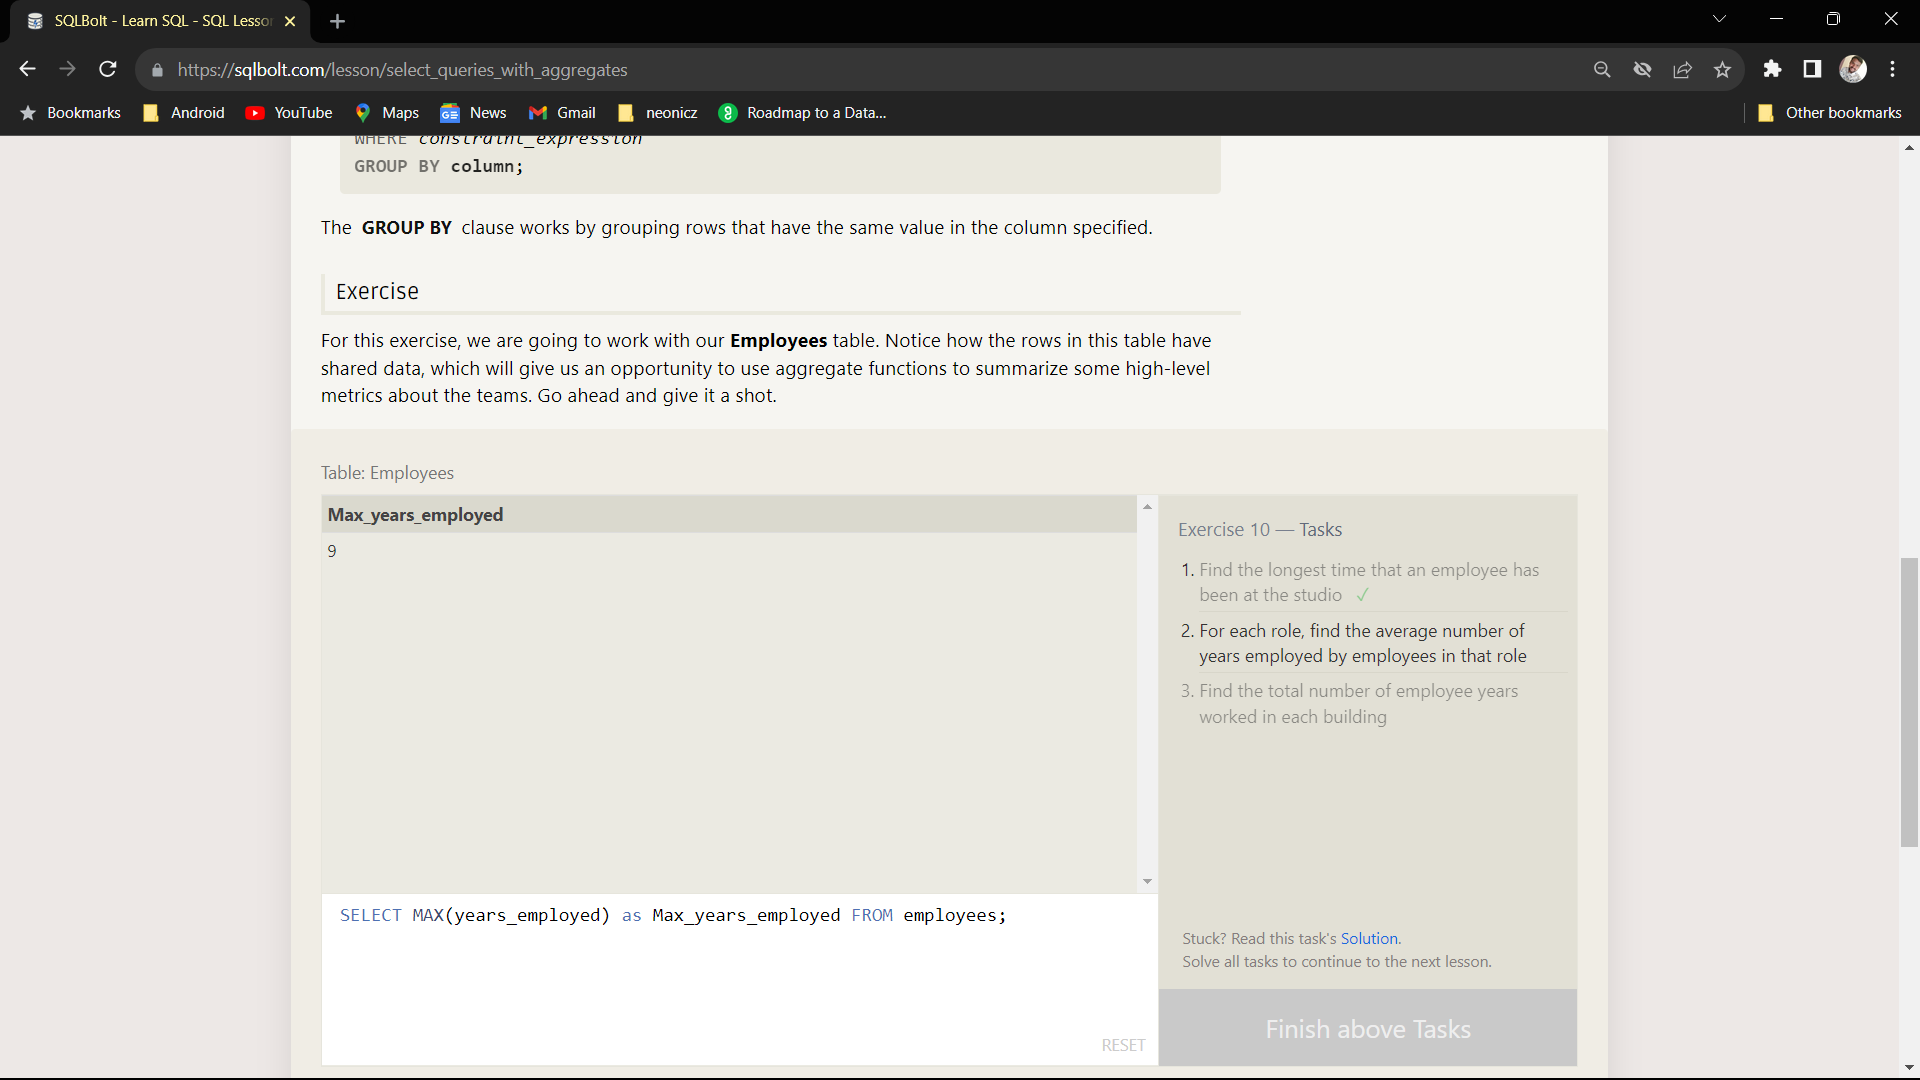 SQLBolt - Learn SQL - SQL Lesso
https://sqlbolt.com/lesson/select_queries_with_aggregates
Bookmarks Android YouTube Maps News Gmail neonicz Roadmap to a Data... Other bookmarks
WHERE constraint_expression
GROUP BY column;
The GROUP BY clause works by grouping rows that have the same value in the column specified.
Exercise
For this exercise, we are going to work with our Employees table. Notice how the rows in this table have
shared data, which will give us an opportunity to use aggregate functions to summarize some high-level
metrics about the teams. Go ahead and give it a shot.
Table: Employees
Max_years_employed
9
SELECT MAX(years_employed) as Max_years_employed FROM employees;
RESET
Exercise 10 — Tasks
1. Find the longest time that an employee has
been at the studio ✓
2. For each role, find the average number of
years employed by employees in that role
3. Find the total number of employee years
worked in each building
Stuck? Read this task's Solution.
Solve all tasks to continue to the next lesson.
Finish above Tasks